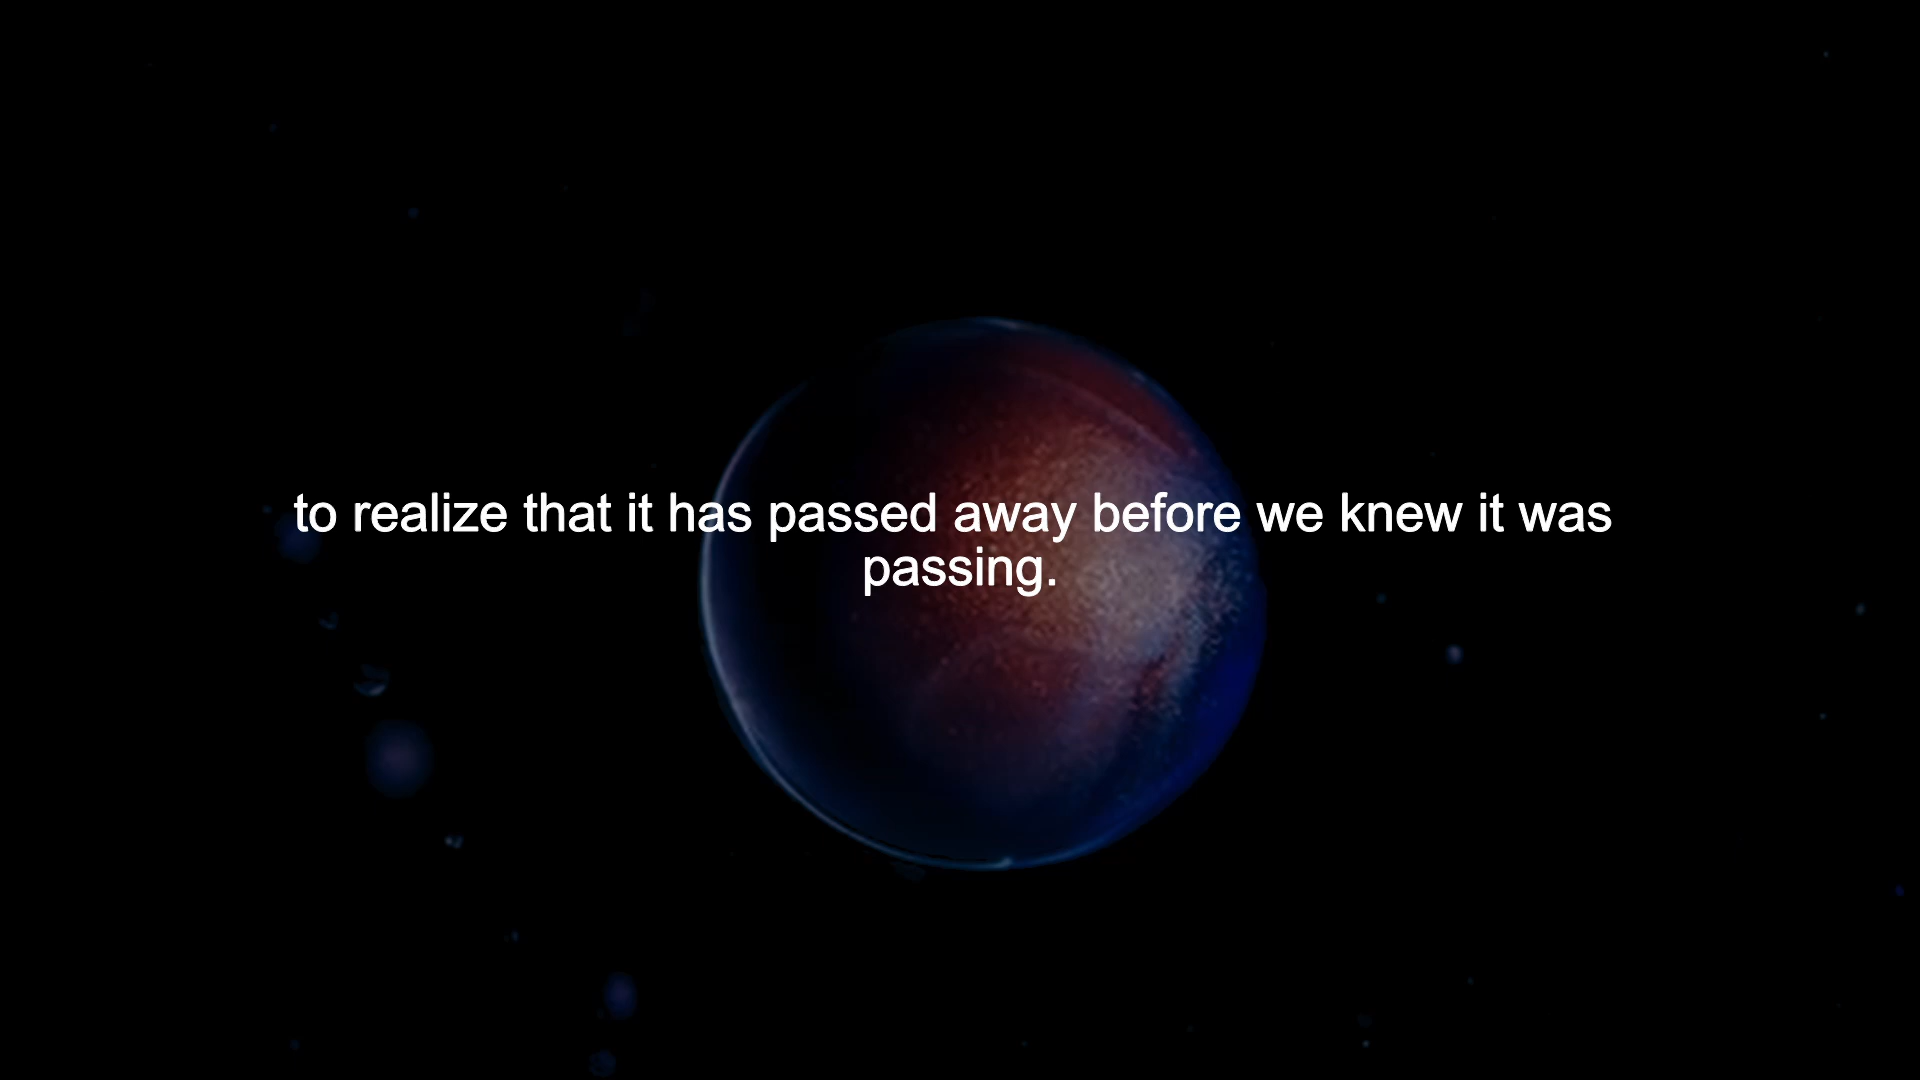 to realize that it has passed away before we knew it was
passing.